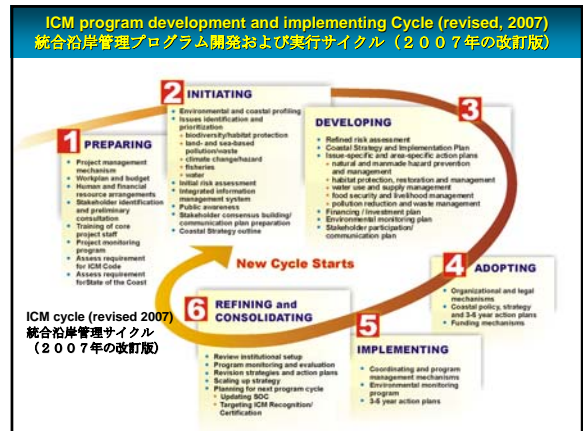 ICM program development and implementing Cycle (revised, 2007)
統合沿岸管理プログラム開発および実行サイクル（２００７年の改訂版）
1
PREPARING
• Project management
mechanism
• Workplan and budget
• Human and financial
resource arrangements
• Stakeholder identification
and preliminary
consultation
• Training of core
project staff
• Project monitoring
program
• Assess requirement
for ICM Code
• Assess requirement
forState of the Coast
2
INITIATING
• Environmental and coastal profiling
• Issues identification and
prioritization
• biodiversity/habitat protection
• land- and sea-based
pollution/waste
• climate change/hazard
• fisheries
• water
• Initial risk assessment
• Integrated information
management system
• Public awareness
• Stakeholder consensus building/
communication plan preparation
• Coastal Strategy outline
3
DEVELOPING
• Refined risk assessment
• Coastal Strategy and Implementation Plan
• Issue-specific and area-specific action plans
• natural and manmade hazard prevention
and management
• habitat protection, restoration and management
• water use and supply management
• food security and livelihood management
• pollution reduction and waste management
• Financing / Investment plan
• Environmental monitoring plan
• Stakeholder participation/
communication plan
4
ADOPTING
• Organizational and legal
mechanisms
• Coastal policy, strategy
and 3-6 year action plans
• Funding mechanisms
5
IMPLEMENTING
• Coordinating and program
management mechanisms
• Environmental monitoring
program
• 3-6 year action plans
6
REFINING and
CONSOLIDATING
• Review institutional setup
• Program monitoring and evaluation
• Revision strategies and action plans
• Scaling up strategy
• Planning for next program cycle
• Updating SOC
• Targeting ICM Recognition/
Certification
New Cycle Starts
ICM cycle (revised 2007)
統合沿岸管理サイクル
（２００７年の改訂版）